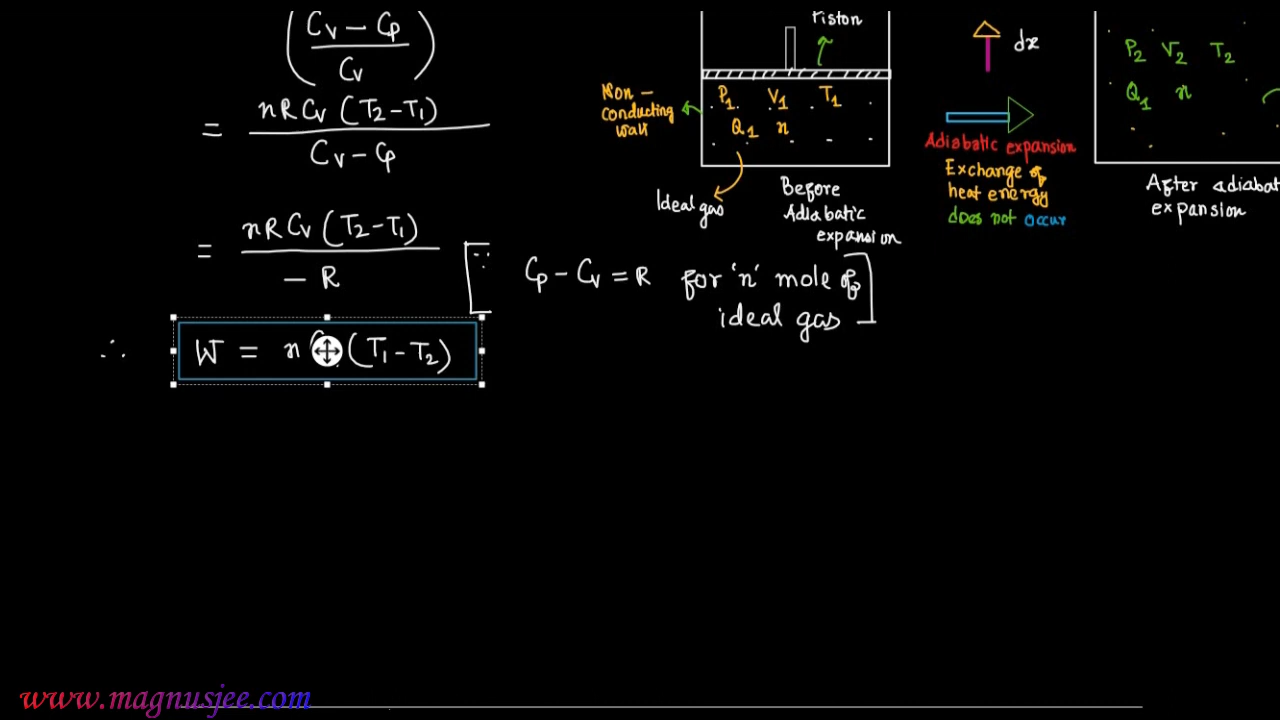 (Cv − Cp / Cv)
= nRCv (T2 − T1) / Cv − Cp
= nRCv (T2 − T1) / − R
[∵ Cp − Cv = R for 'n' mole of
ideal gas]
∴ W = n (T1 − T2)
Piston
Non −
conducting
wall
P1 V1 T1
Q1 n
Ideal gas
Before
Adiabatic
expansion
dx
Adiabatic expansion
Exchange of
heat energy
does not occur
P2 V2 T2
Q1 n
After adiabat
expansion
www.magnusjee.com